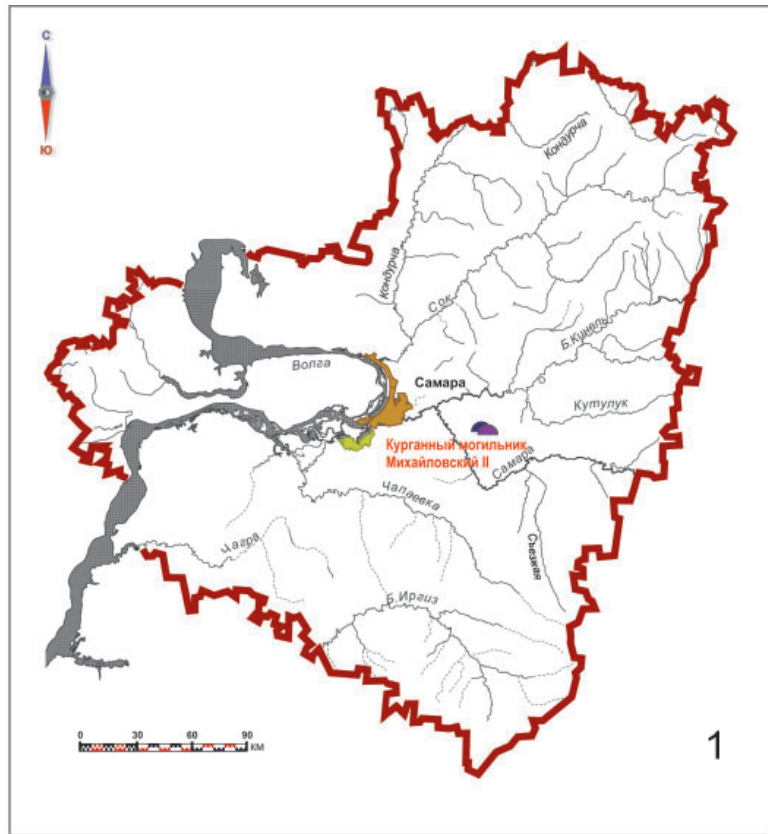 С
Ю
Кондурча
Кондурча
Сок
Б.Кинель
Волга
Самара
Кутулук
Курганный могильник
Михайловский II
Самара
Чапаевка
Съезжая
Чагра
Б.Иргиз
0 30 60 90
КМ
1